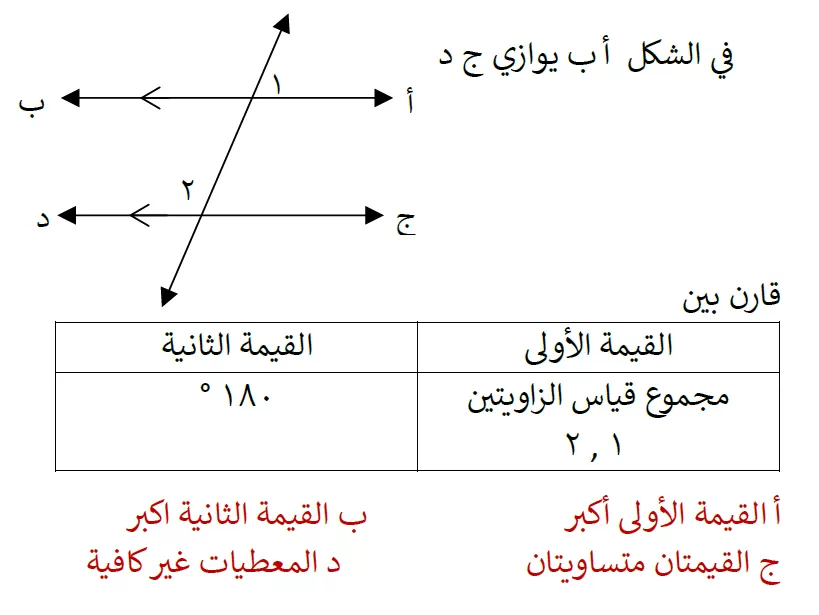 في الشكل أ ب يوازي ج د
١
ب
أ
٢
د
ج
قارن بين
القيمة الأولى
القيمة الثانية
مجموع قياس الزاويتين
١ , ٢
١٨٠ °
أ القيمة الأولى أكبر
ب القيمة الثانية اكبر
ج القيمتان متساويتان
د المعطيات غير كافية